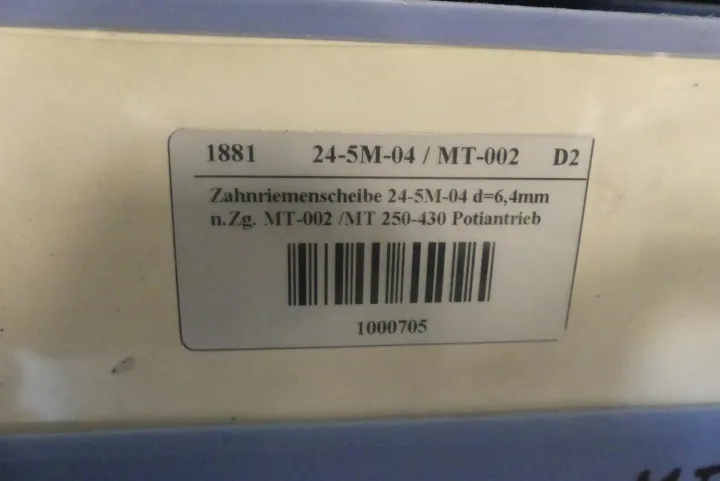 1881 24-5M-04 / MT-002 D2
Zahnriemenscheibe 24-5M-04 d=6,4mm
n.Zg. MT-002 /MT 250-430 Potiantrieb
1000705